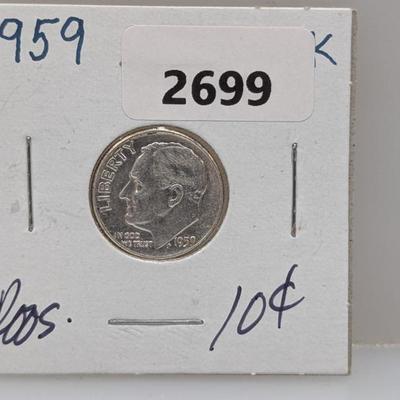 1959
K
2699
LIBERTY
IN GOD
WE TRUST
1959
Roos.
10¢